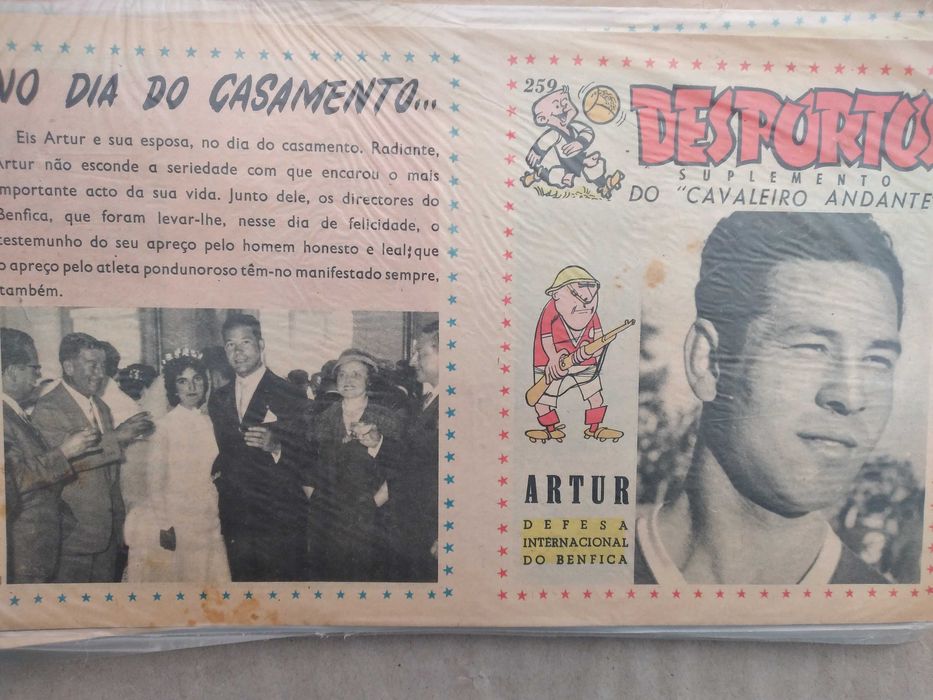 NO DIA DO CASAMENTO...
Eis Artur e sua esposa, no dia do casamento. Radiante,
Artur não esconde a seriedade com que encarou o mais
importante acto da sua vida. Junto dele, os directores do
Benfica, que foram levar-lhe, nesse dia de felicidade, o
testemunho do seu apreço pelo homem honesto e leal; que
o apreço pelo atleta pondunoroso têm-no manifestado sempre,
também.
259
DESPORTOS
SUPLEMENTO
DO "CAVALEIRO ANDANTE
ARTUR
DEFESA
INTERNACIONAL
DO BENFICA